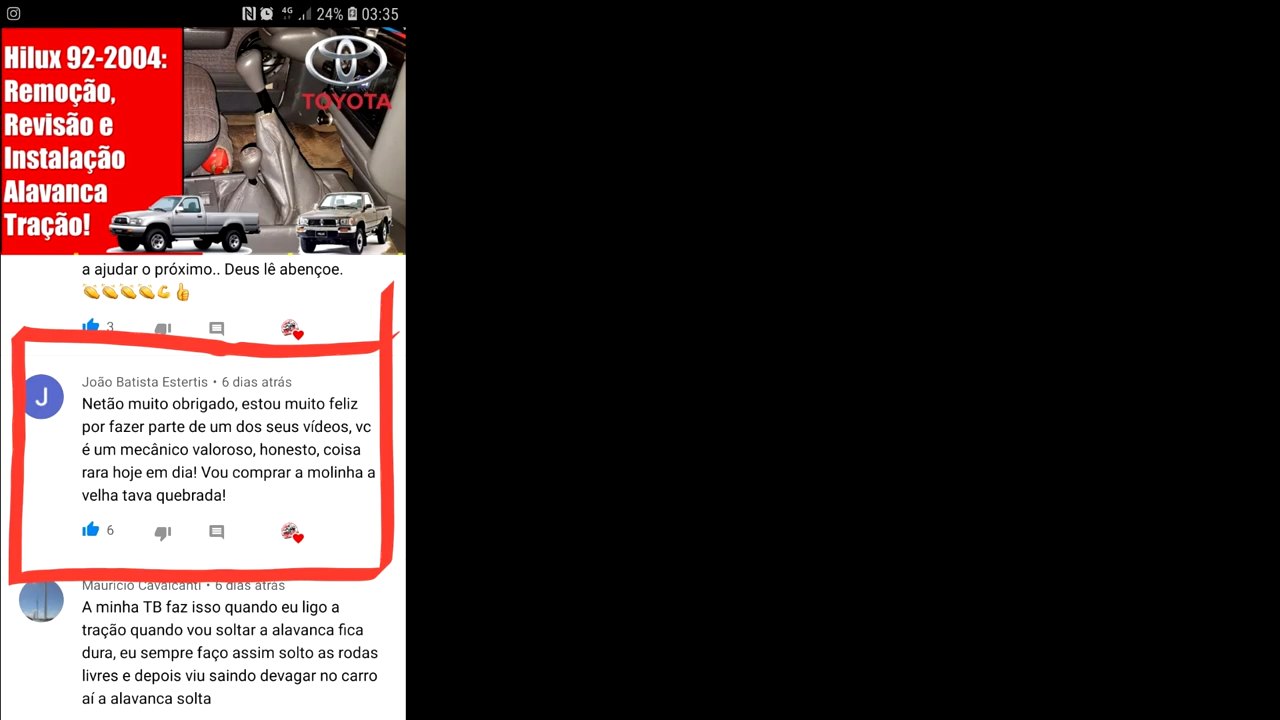 4G 24% 03:35
Hilux 92-2004:
Remoção,
Revisão e
Instalação
Alavanca
Tração!
TOYOTA
a ajudar o próximo.. Deus lê abençoe.
👏👏👏👏💪👍
3
João Batista Estertis • 6 dias atrás
Netão muito obrigado, estou muito feliz
por fazer parte de um dos seus vídeos, vc
é um mecânico valoroso, honesto, coisa
rara hoje em dia! Vou comprar a molinha a
velha tava quebrada!
6
Mauricio Cavalcanti • 6 dias atrás
A minha TB faz isso quando eu ligo a
tração quando vou soltar a alavanca fica
dura, eu sempre faço assim solto as rodas
livres e depois viu saindo devagar no carro
aí a alavanca solta